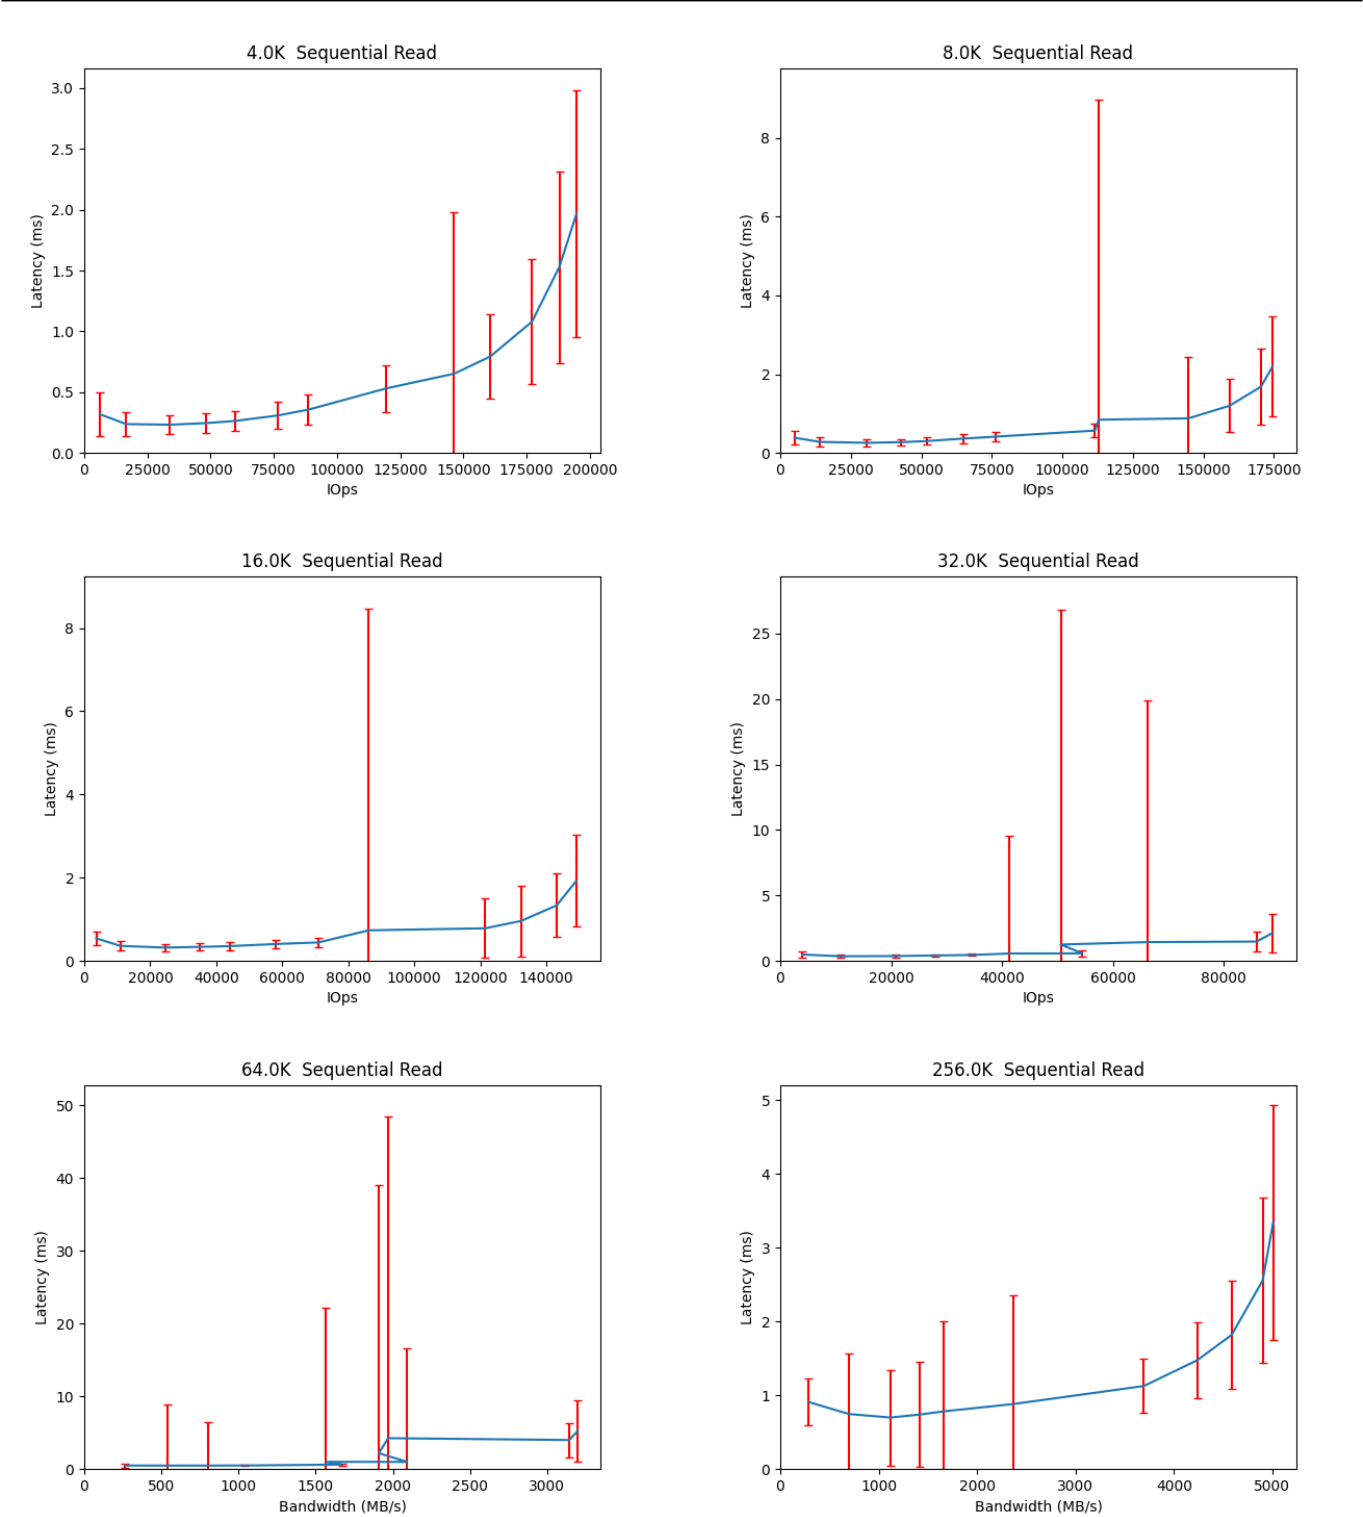 4.0K  Sequential Read
3.0
2.5
2.0
1.5
1.0
0.5
0.0
Latency (ms)
0 25000 50000 75000 100000 125000 150000 175000 200000
IOps
8.0K  Sequential Read
8
6
4
2
0
Latency (ms)
0 25000 50000 75000 100000 125000 150000 175000
IOps
16.0K  Sequential Read
8
6
4
2
0
Latency (ms)
0 20000 40000 60000 80000 100000 120000 140000
IOps
32.0K  Sequential Read
25
20
15
10
5
0
Latency (ms)
0 20000 40000 60000 80000
IOps
64.0K  Sequential Read
50
40
30
20
10
0
Latency (ms)
0 500 1000 1500 2000 2500 3000
Bandwidth (MB/s)
256.0K  Sequential Read
5
4
3
2
1
0
Latency (ms)
0 1000 2000 3000 4000 5000
Bandwidth (MB/s)